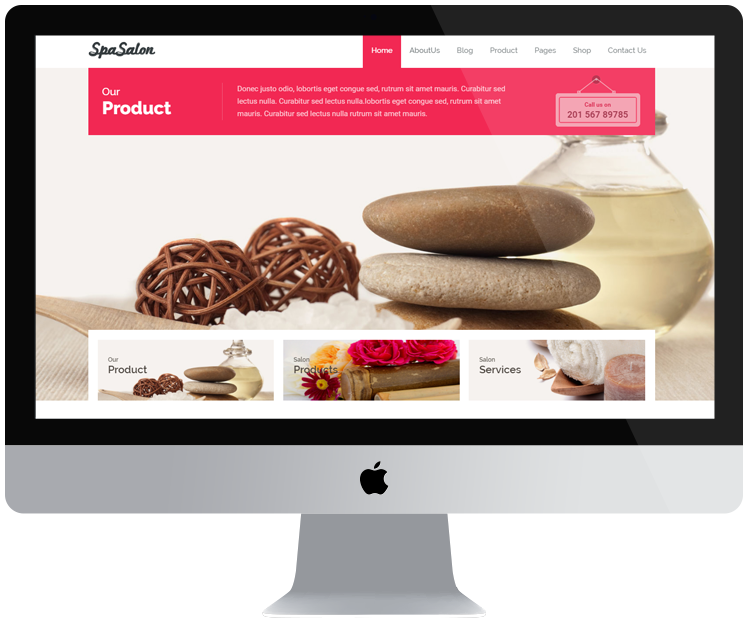 SpaSalon
Home AboutUs Blog Product Pages Shop Contact Us
Our
Product
Donec justo odio, lobortis eget congue sed, rutrum sit amet mauris. Curabitur sed
lectus nulla. Curabitur sed lectus nulla.lobortis eget congue sed, rutrum sit amet
mauris. Curabitur sed lectus nulla rutrum sit amet mauris.
Call us on
201 567 89785
Our
Product
Salon
Products
Salon
Services